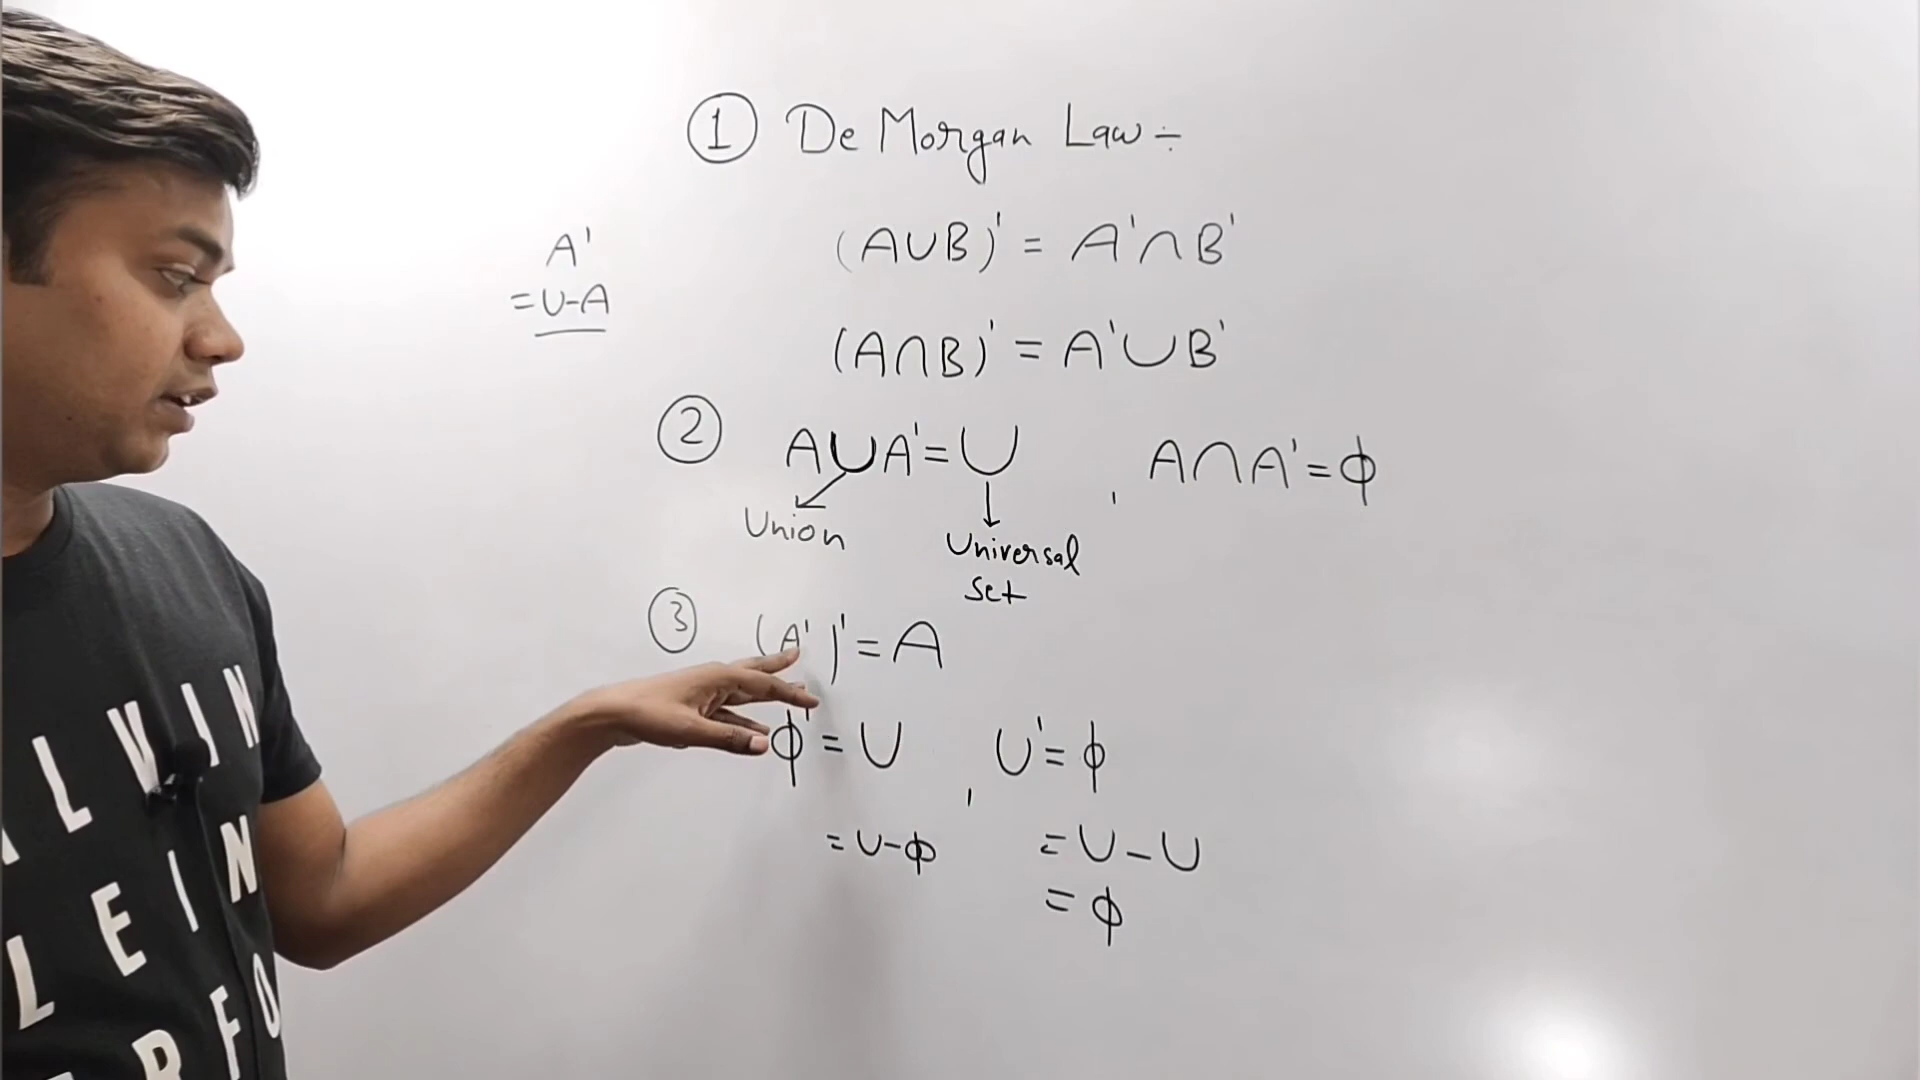 ① De Morgan Law ÷
A'
= U-A
(A∪B)' = A'∩B'
(A∩B)' = A'∪B'
② A∪A' = U , A∩A' = ϕ
Union
Universal
Set
③ (A')' = A
ϕ' = U , U' = ϕ
= U-ϕ
= U-U
= ϕ
L V I N
L E I N